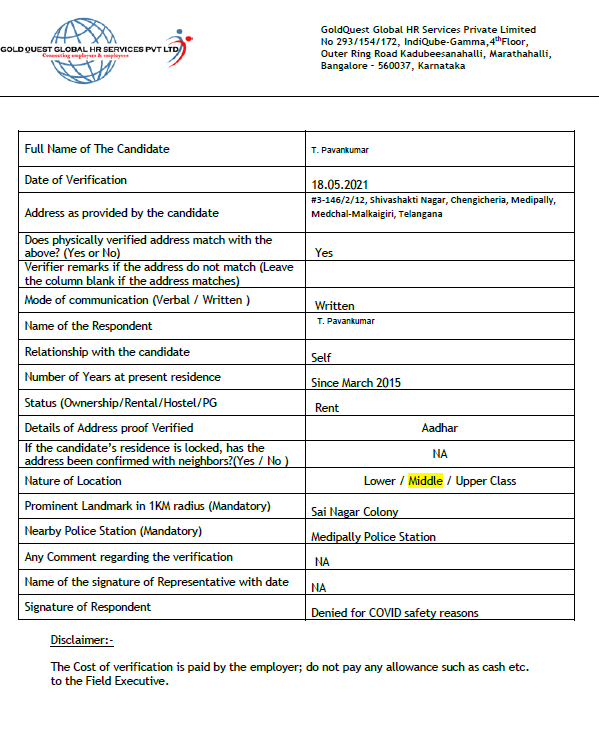 GOLD QUEST GLOBAL HR SERVICES PVT LTD
Connecting employers & employees
GoldQuest Global HR Services Private Limited
No 293/154/172, IndiQube-Gamma,4thFloor,
Outer Ring Road Kadubeesanahalli, Marathahalli,
Bangalore - 560037, Karnataka
Full Name of The Candidate
T. Pavankumar
Date of Verification
18.05.2021
Address as provided by the candidate
#3-146/2/12, Shivashakti Nagar, Chengicheria, Medipally,
Medchal-Malkaigiri, Telangana
Does physically verified address match with the
above? (Yes or No)
Yes
Verifier remarks if the address do not match (Leave
the column blank if the address matches)
Mode of communication (Verbal / Written )
Written
Name of the Respondent
T. Pavankumar
Relationship with the candidate
Self
Number of Years at present residence
Since March 2015
Status (Ownership/Rental/Hostel/PG
Rent
Details of Address proof Verified
Aadhar
If the candidate's residence is locked, has the
address been confirmed with neighbors?(Yes / No )
NA
Nature of Location
Lower / Middle / Upper Class
Prominent Landmark in 1KM radius (Mandatory)
Sai Nagar Colony
Nearby Police Station (Mandatory)
Medipally Police Station
Any Comment regarding the verification
NA
Name of the signature of Representative with date
NA
Signature of Respondent
Denied for COVID safety reasons
Disclaimer:-
The Cost of verification is paid by the employer; do not pay any allowance such as cash etc.
to the Field Executive.